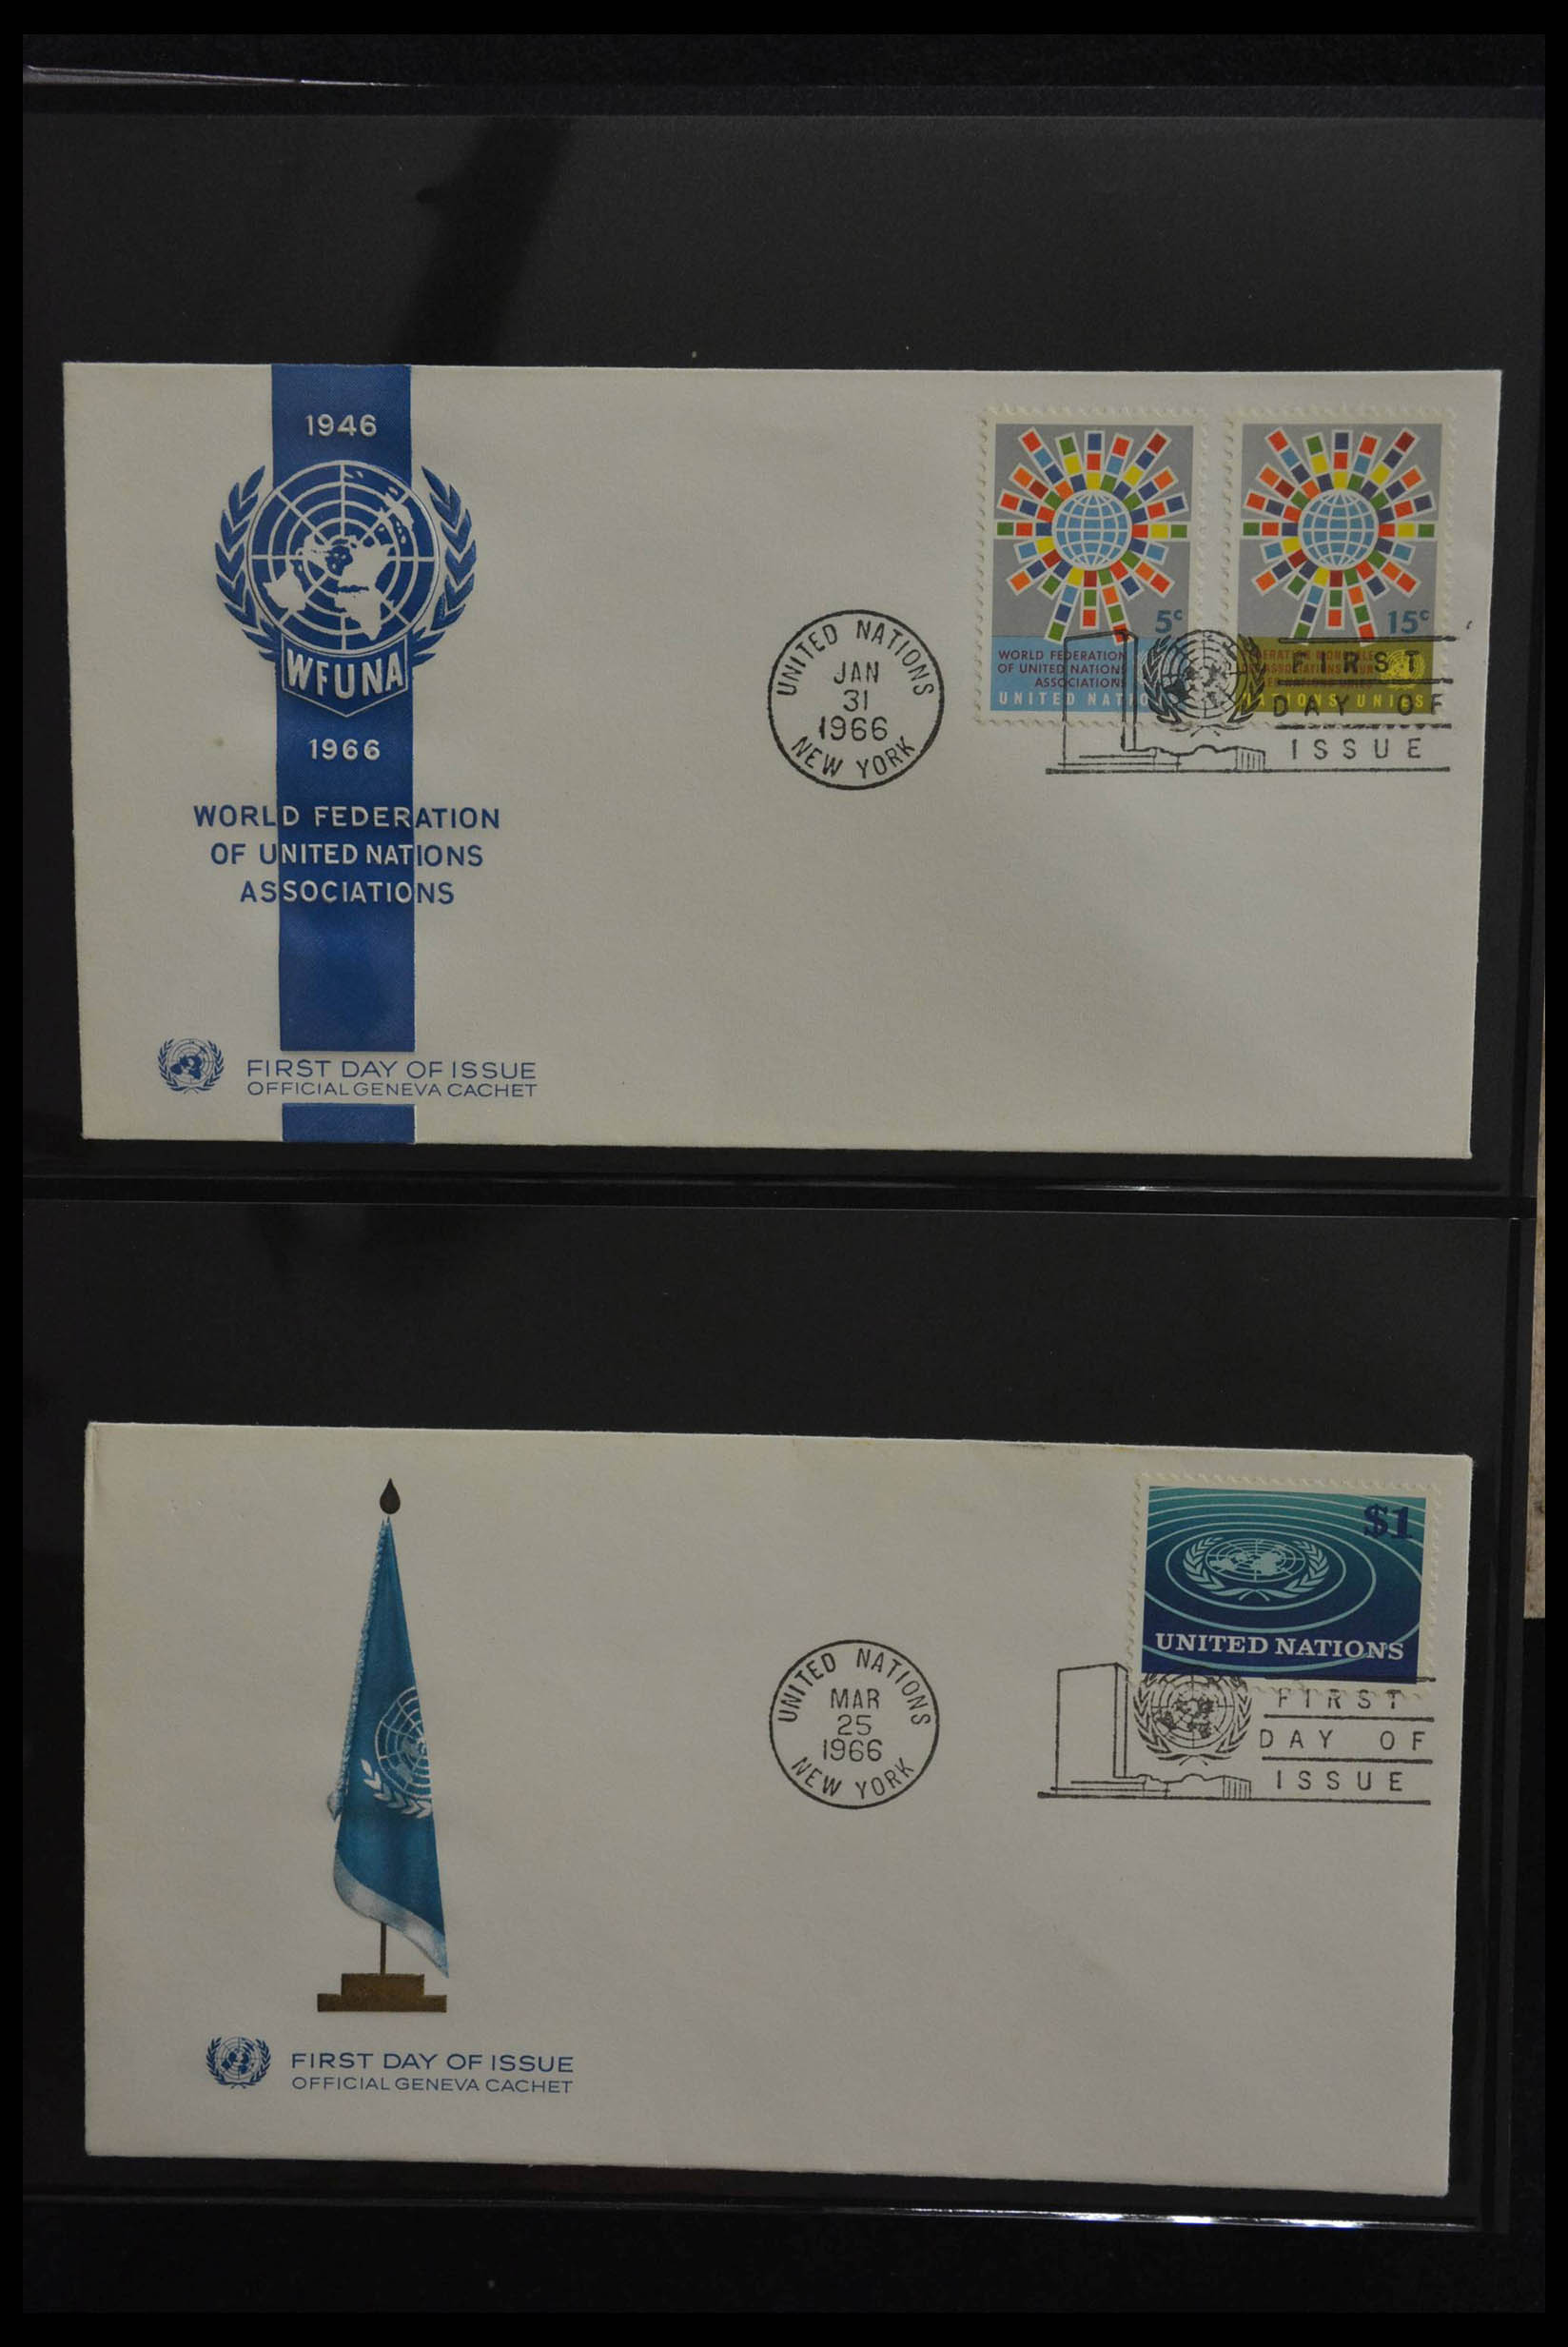 1946
WFUNA
1966
WORLD FEDERATION
OF UNITED NATIONS
ASSOCIATIONS
FIRST DAY OF ISSUE
OFFICIAL GENEVA CACHET
UNITED NATIONS
JAN
31
1966
NEW YORK
5c
WORLD FEDERATION
OF UNITED NATIONS
ASSOCIATIONS
UNITED
15c
NATIONS UNIES
FIRST
DAY OF
ISSUE
$1
UNITED NATIONS
UNITED NATIONS
MAR
25
1966
NEW YORK
FIRST
DAY OF
ISSUE
FIRST DAY OF ISSUE
OFFICIAL GENEVA CACHET